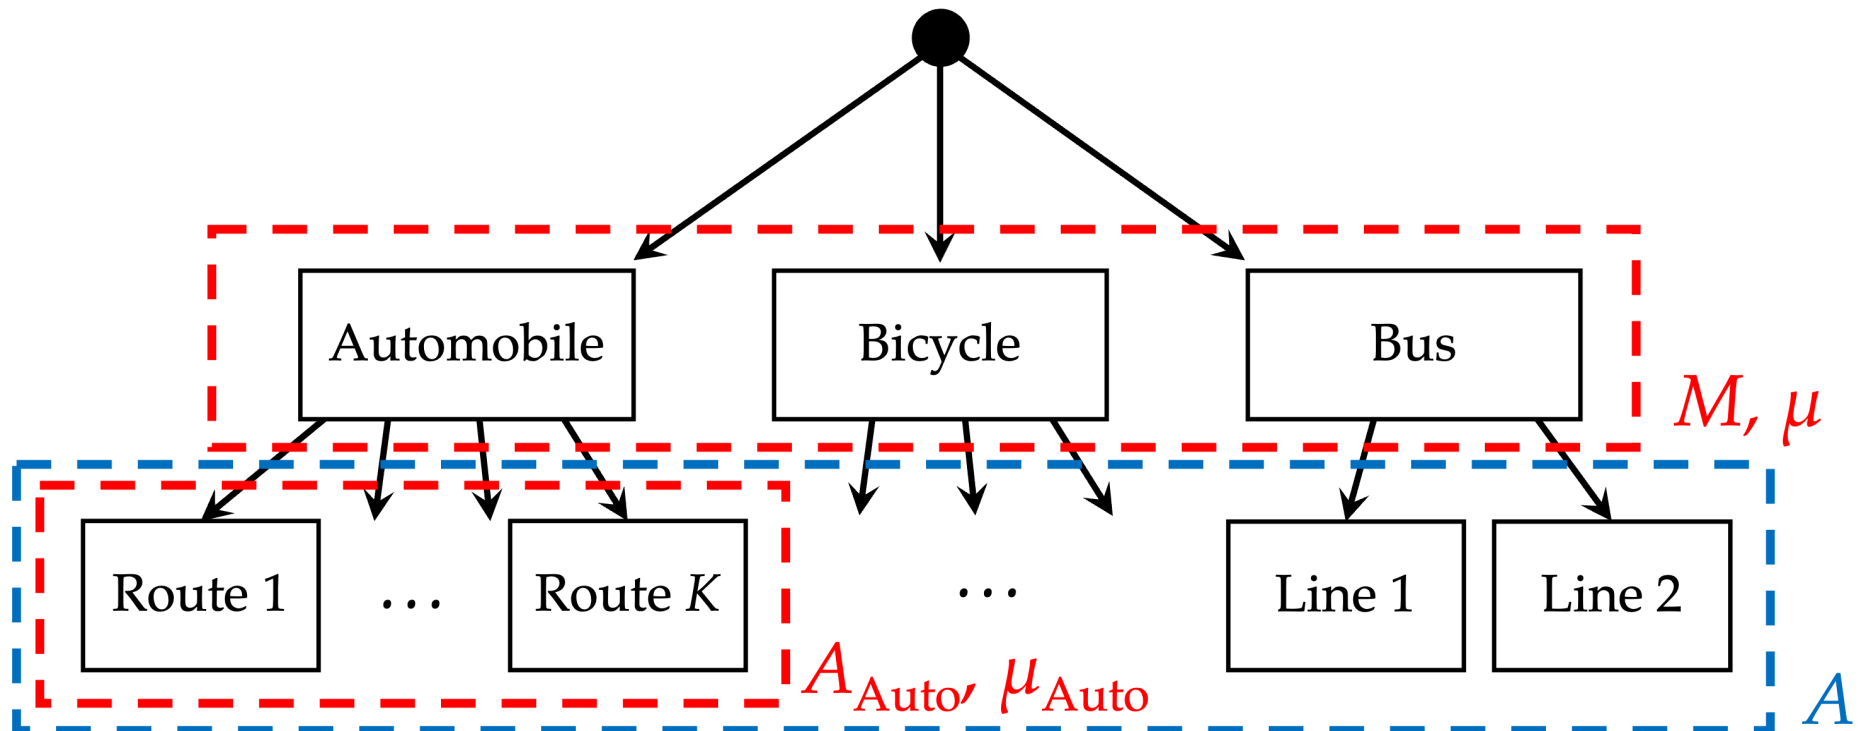 Automobile Bicycle Bus
M, μ
Route 1 … Route K … Line 1 Line 2
A_Auto, μ_Auto
A